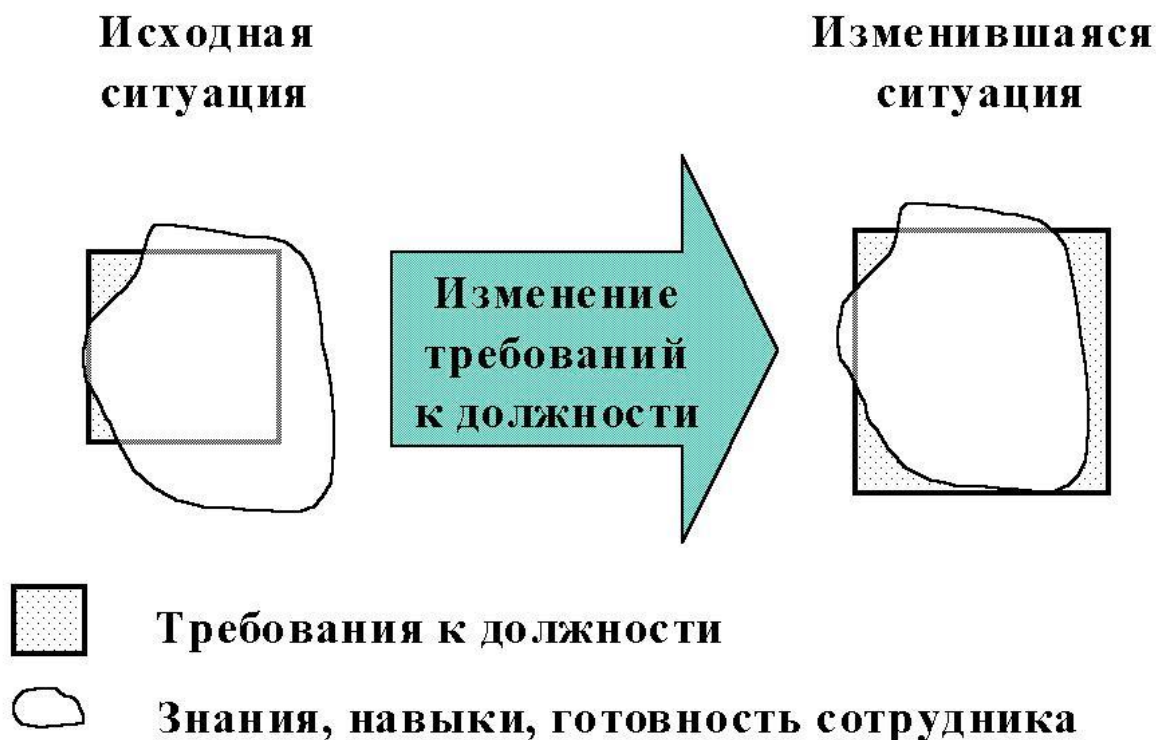 Исходная
ситуация
Изменившаяся
ситуация
Изменение
требований
к должности
Требования к должности
Знания, навыки, готовность сотрудника